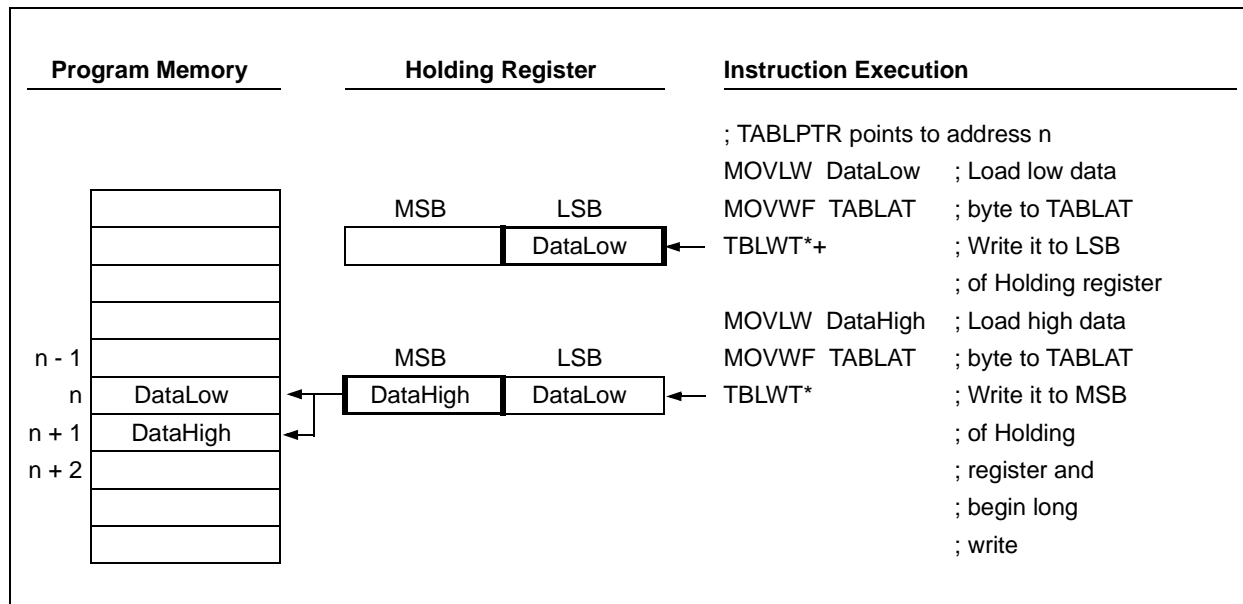 Program Memory Holding Register Instruction Execution
; TABLPTR points to address n
MOVLW DataLow ; Load low data
MSB LSB MOVWF TABLAT ; byte to TABLAT
DataLow TBLWT*+ ; Write it to LSB
; of Holding register
MOVLW DataHigh ; Load high data
n - 1 MSB LSB MOVWF TABLAT ; byte to TABLAT
n DataLow DataHigh DataLow TBLWT* ; Write it to MSB
n + 1 DataHigh ; of Holding
n + 2 ; register and
; begin long
; write